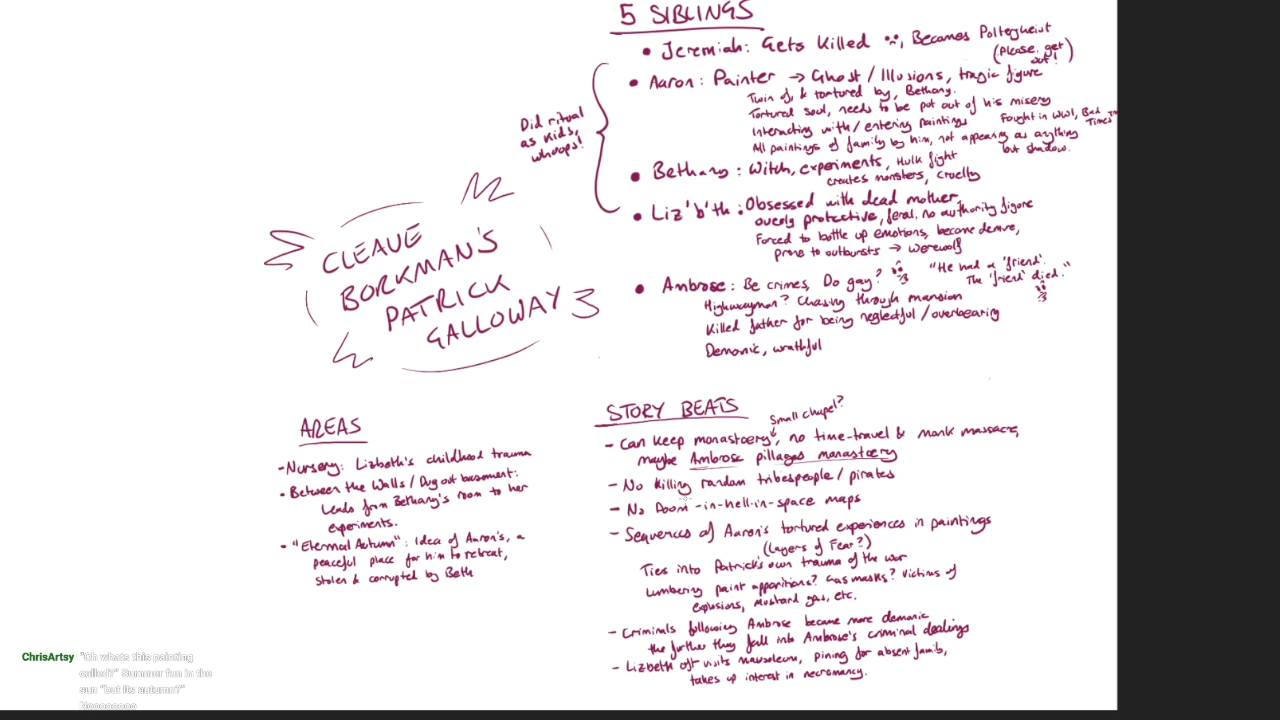 5 SIBLINGS
• Jeremiah: Gets Killed :(, Becomes Poltergheist
(Please, get out!)
• Aaron: Painter → Ghost / Illusions, tragic figure
Twin of, & tortured by, Bethany.
Tortured soul, needs to be put out of his misery
Interacting with / entering paintings
Fought in WWI, Bad Times™
All paintings of family by him, not appearing as anything
but shadow.
Did ritual
as kids,
whoops!
• Bethany: Witch, experiments, Hulk fight
creates monsters, cruelty
• Liz'b'th: Obsessed with dead mother,
overly protective, feral, no authority figure
Forced to bottle up emotions, become demure,
prone to outbursts → werewolf
• Ambrose: Be crimes, Do gay?
"He had a 'friend'.
The 'friend' died."
Highwayman? Chasing through mansion
Killed father for being neglectful / overbearing
Demonic, wrathful
CLEAVE
BORKMAN'S
PATRICK
GALLOWAY
AREAS
- Nursery: Lizbeth's childhood trauma
• Between the Walls / Dug out basement:
Leads from Bethany's room to her
experiments.
• "Eternal Autumn": Idea of Aaron's, a
peaceful place for him to retreat,
stolen & corrupted by Beth
STORY BEATS
Small chapel?
- Can keep monastery, no time-travel & monk massacre,
maybe Ambrose pillages monastery
- No killing random tribespeople / pirates
- No Doom-in-hell-in-space maps
- Sequences of Aaron's tortured experiences in paintings
(Layers of Fear?)
Ties into Patrick's own trauma of the war
Lumbering paint apparitions? Gas masks? Victims of
explosions, mustard gas, etc.
- Criminals following Ambrose became more demonic
the further they fall into Ambrose's criminal dealings
- Lizbeth oft visits mausoleum, pining for absent family,
takes up interest in necromancy.
ChrisArtsy "Oh whats this painting
called?" Summer fun in the
sun "but its autumn?"
Nooooooo